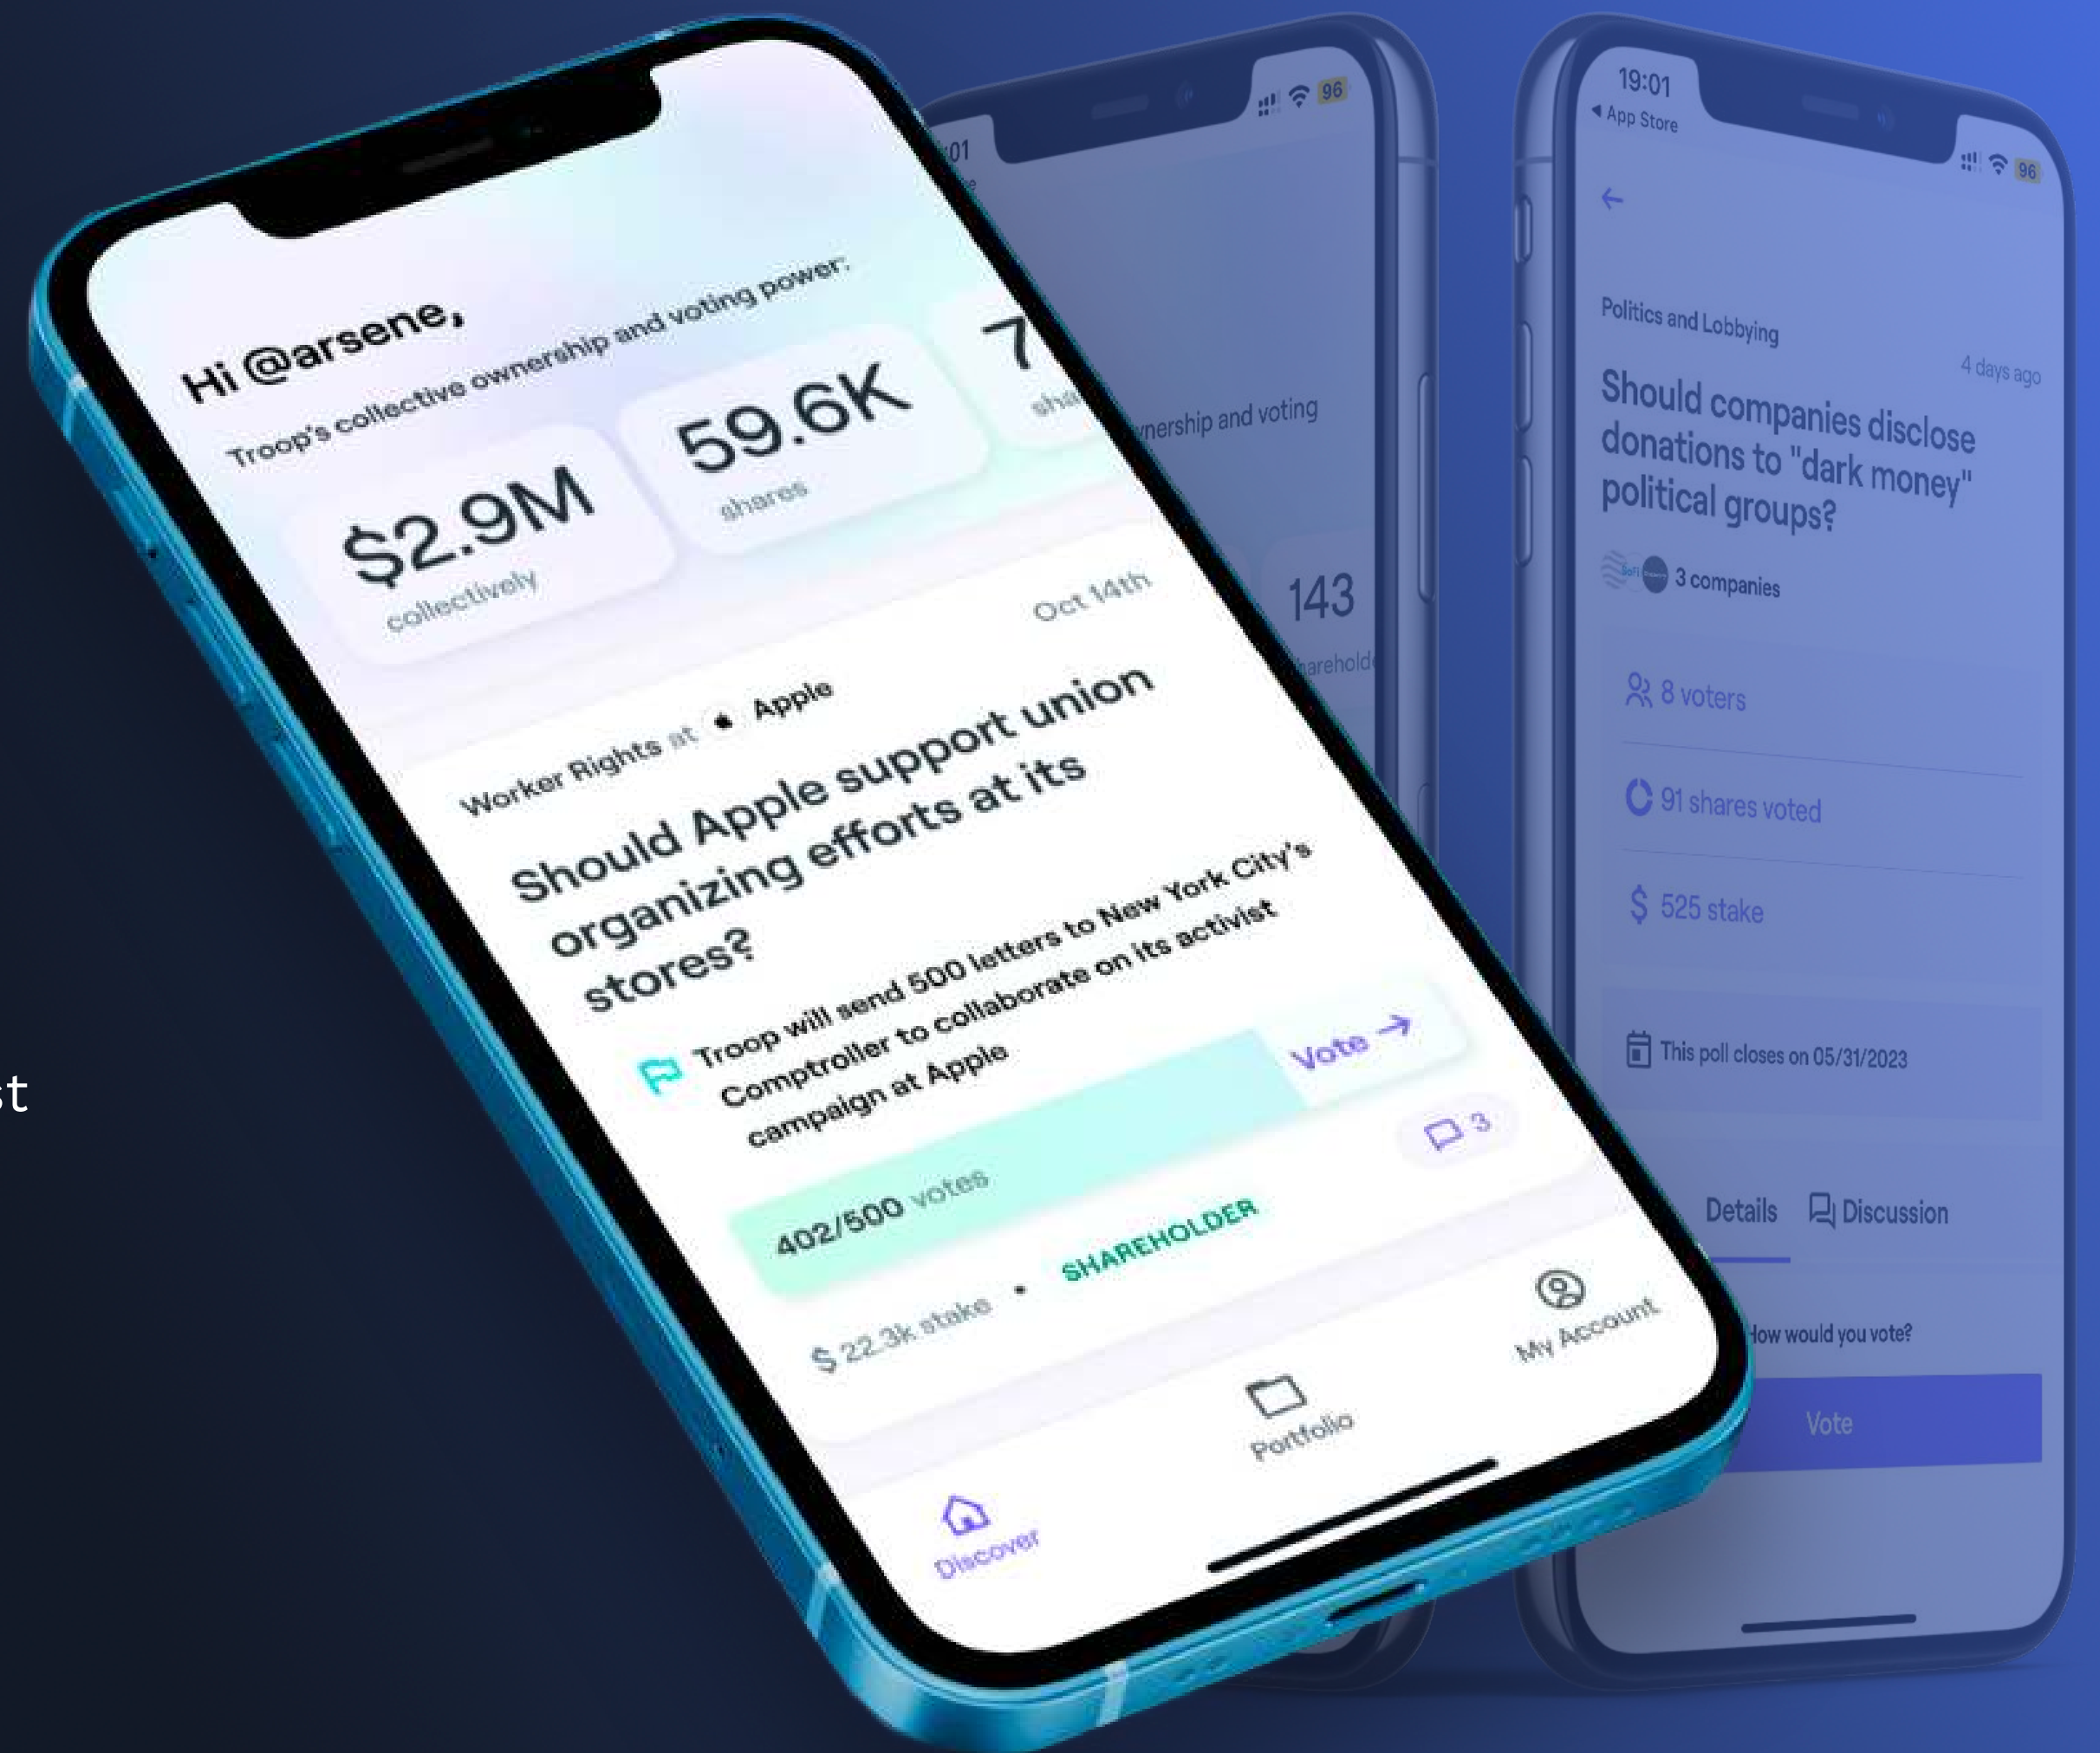 Hi @arsene,
Troop's collective ownership and voting power:
$2.9M
collectively
59.6K
shares
7
Oct 14th
Worker Rights at Apple
Should Apple support union
organizing efforts at its
stores?
Troop will send 500 letters to New York City's
Comptroller to collaborate on its activist
campaign at Apple
402/500 votes
Vote →
$ 22.3k stake • SHAREHOLDER
3
Discover
Portfolio
My Account
:01
96
and voting
143
19:01
App Store
96
Politics and Lobbying
4 days ago
Should companies disclose
donations to "dark money"
political groups?
SoFi
3 companies
8 voters
91 shares voted
$ 525 stake
This poll closes on 05/31/2023
Details
Discussion
How would you vote?
Vote